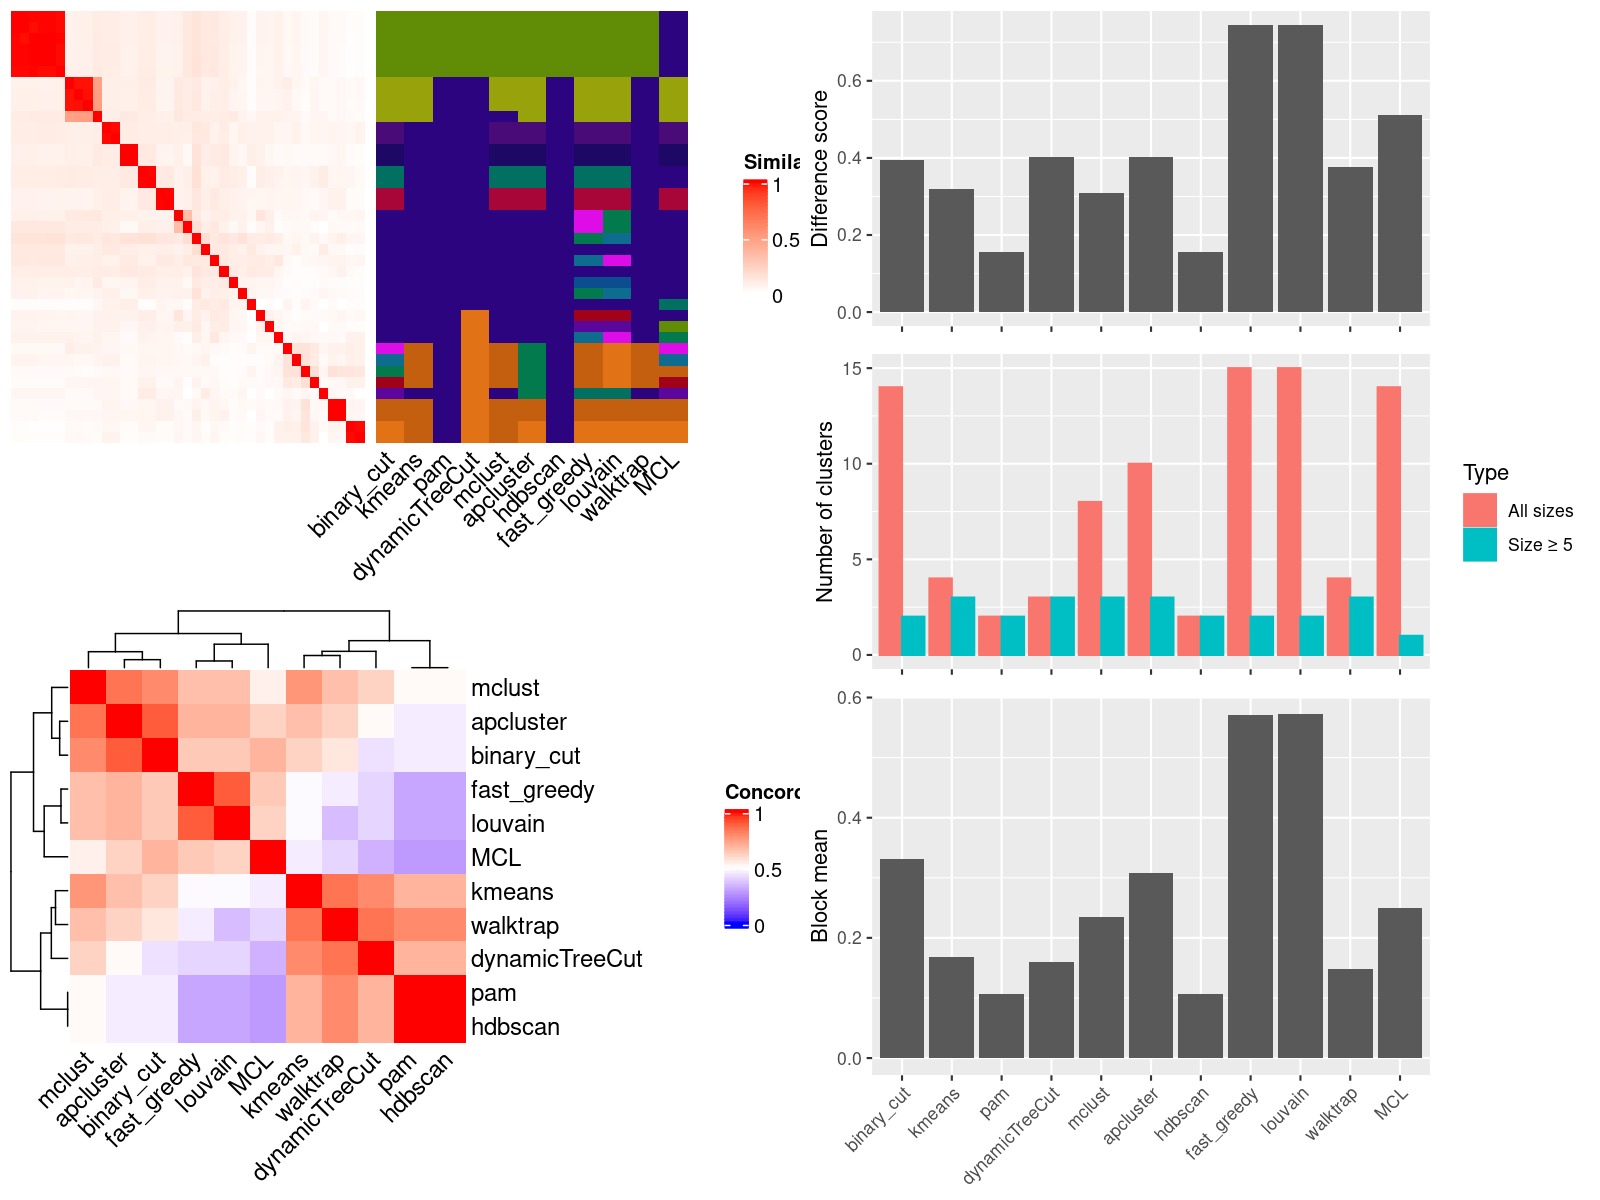 Simila
1
0.5
0
binary_cut
kmeans
pam
dynamicTreeCut
mclust
apcluster
hdbscan
fast_greedy
louvain
walktrap
MCL
Difference score
0.6
0.4
0.2
0.0
Number of clusters
15
10
5
0
Type
All sizes
Size ≥ 5
mclust
apcluster
binary_cut
fast_greedy
louvain
MCL
kmeans
walktrap
dynamicTreeCut
pam
hdbscan
mclust
apcluster
binary_cut
fast_greedy
louvain
MCL
kmeans
walktrap
dynamicTreeCut
pam
hdbscan
Concord
1
0.5
0
Block mean
0.6
0.4
0.2
0.0
binary_cut
kmeans
pam
dynamicTreeCut
mclust
apcluster
hdbscan
fast_greedy
louvain
walktrap
MCL